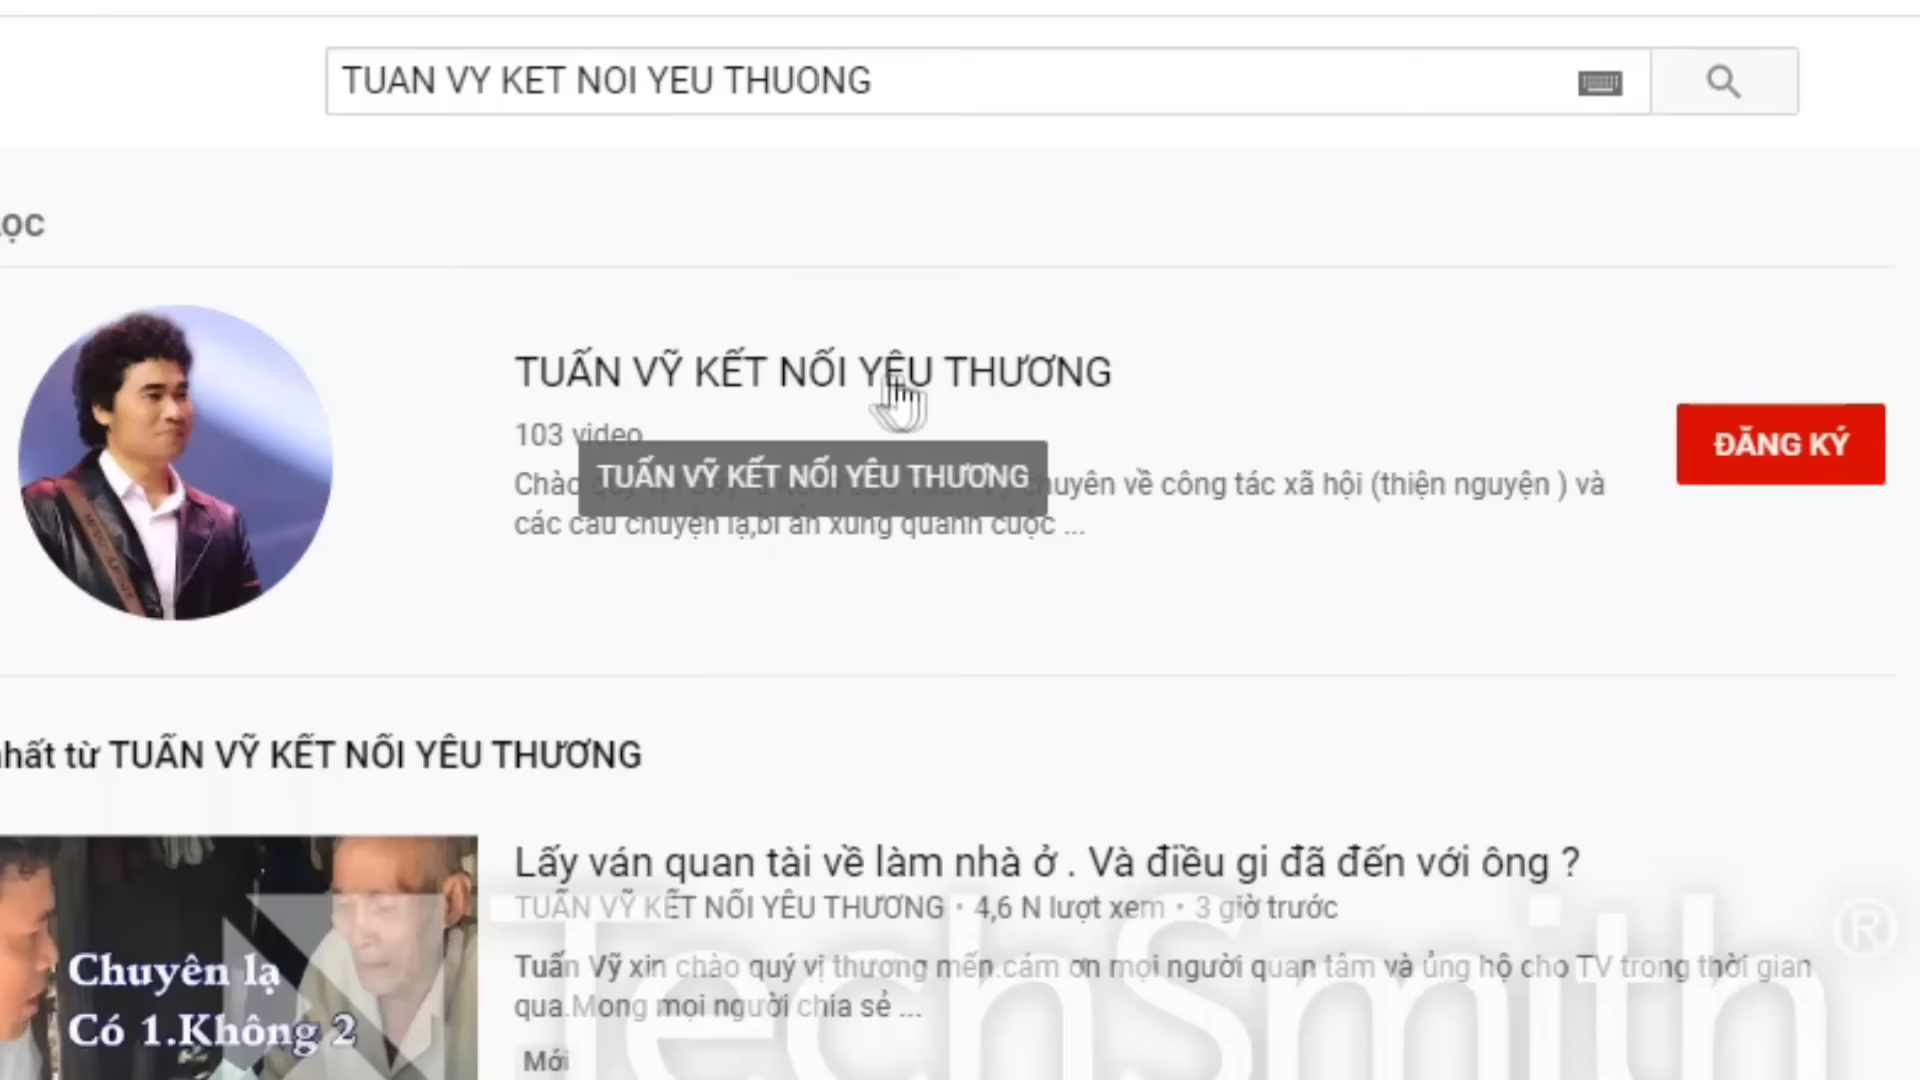 TUAN VY KET NOI YEU THUONG
LỌC
TUẤN VỸ KẾT NỐI YÊU THƯƠNG
103 video
TUẤN VỸ KẾT NỐI YÊU THƯƠNG
Chào chuyên về công tác xã hội (thiện nguyện ) và
các câu chuyện lạ,bí ẩn xung quanh cuộc ...
ĐĂNG KÝ
nhất từ TUẤN VỸ KẾT NỐI YÊU THƯƠNG
Lấy ván quan tài về làm nhà ở . Và điều gi đã đến với ông ?
TUẤN VỸ KẾT NỐI YÊU THƯƠNG • 4,6 N lượt xem • 3 giờ trước
Tuấn Vỹ xin chào quý vị thương mến.cám ơn mọi người quan tâm và ủng hộ cho TV trong thời gian
qua.Mong mọi người chia sẻ ...
Mới
Chuyên lạ
Có 1.Không 2
TechSmith®